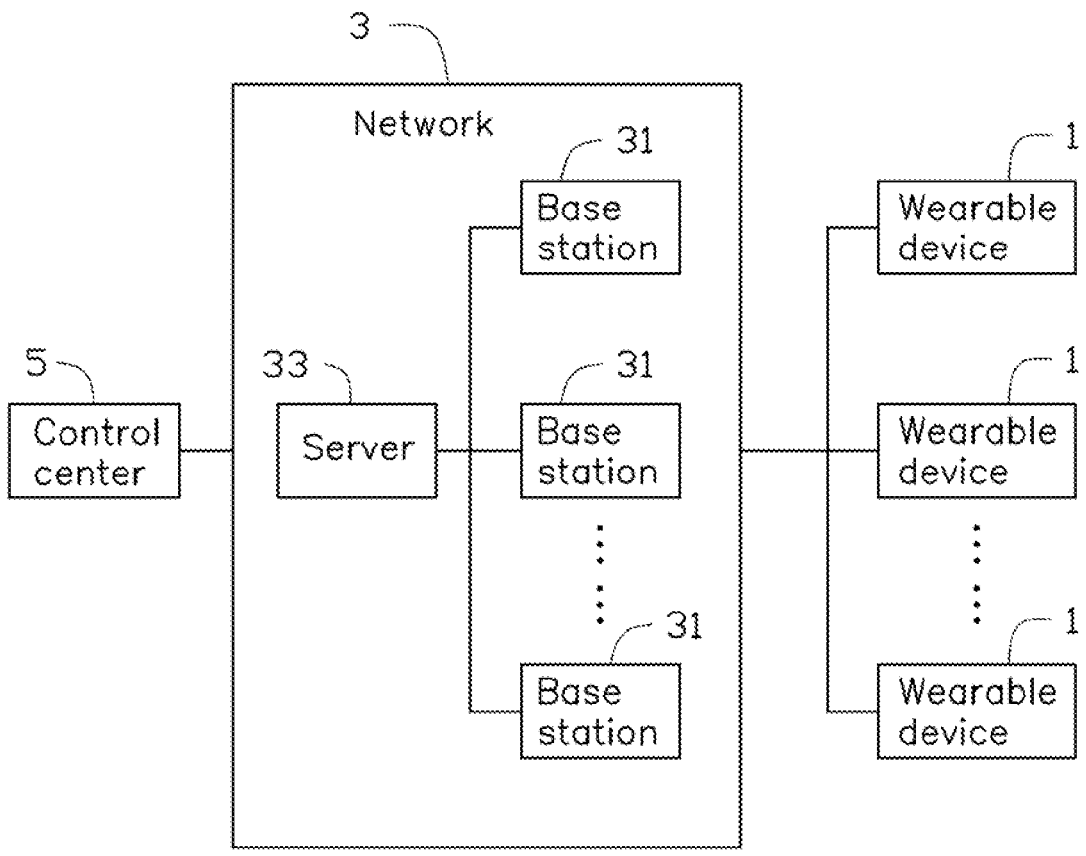 3
Network
31
1
Base
station
Wearable
device
5
33
31
1
Control
center
Server
Base
station
Wearable
device
31
1
Base
station
Wearable
device